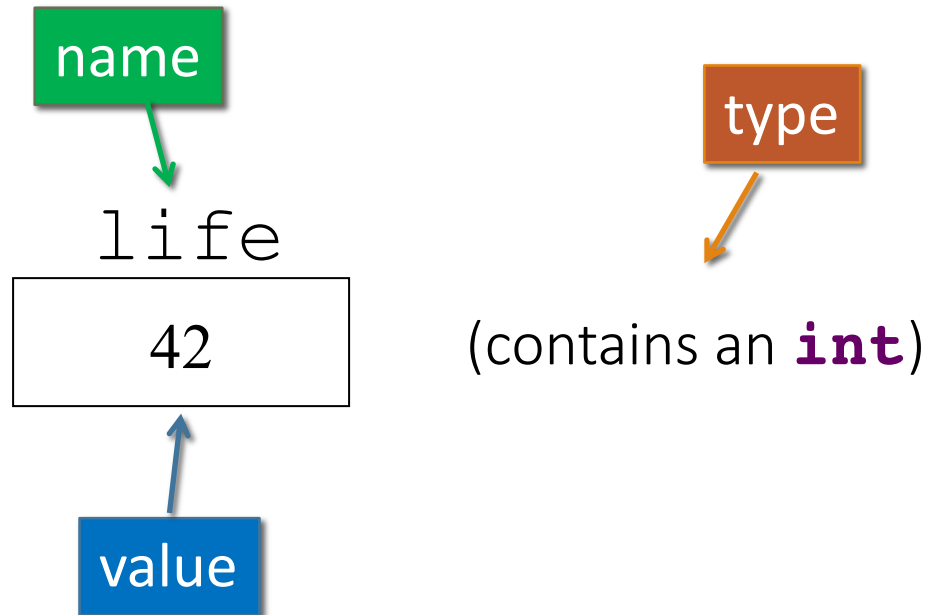 name
type
life
42
(contains an int)
value